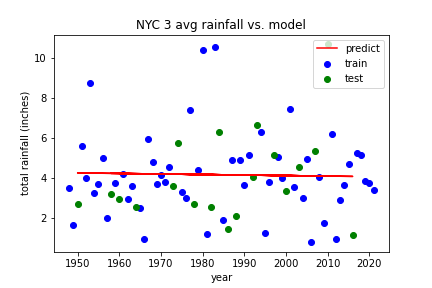 NYC 3 avg rainfall vs. model
predict
train
test
total rainfall (inches)
10
8
6
4
2
1950 1960 1970 1980 1990 2000 2010 2020
year